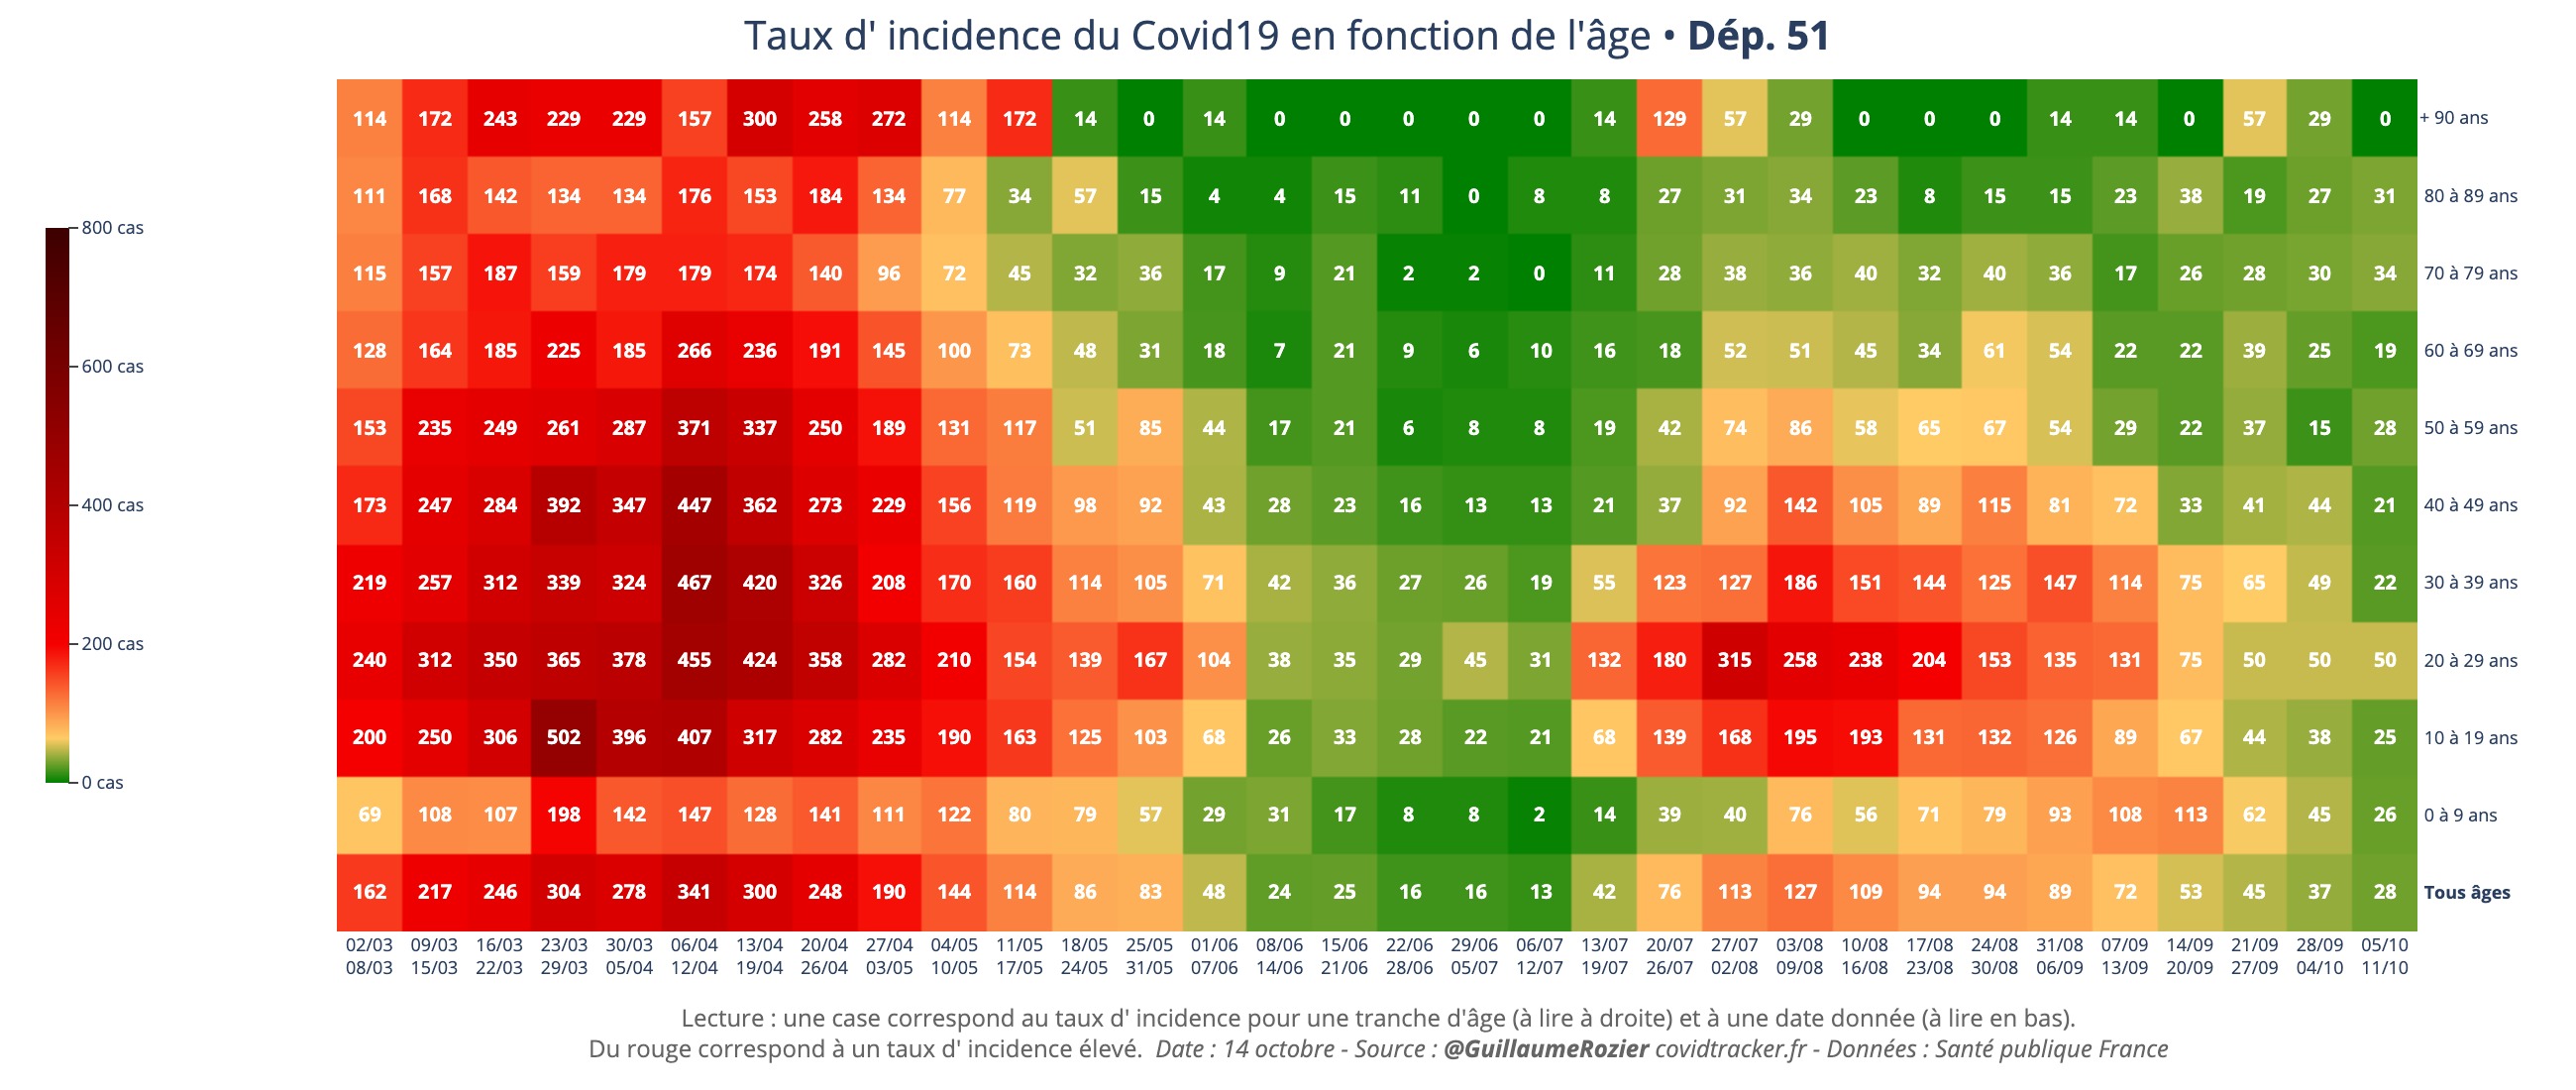 Taux d' incidence du Covid19 en fonction de l'âge • Dép. 51
114 172 243 229 229 157 300 258 272 114 172 14 0 14 0 0 0 0 0 14 129 57 29 0 0 0 14 14 0 57 29 0 + 90 ans
111 168 142 134 134 176 153 184 134 77 34 57 15 4 4 15 11 0 8 8 27 31 34 23 8 15 15 23 38 19 27 31 80 à 89 ans
800 cas
115 157 187 159 179 179 174 140 96 72 45 32 36 17 9 21 2 2 0 11 28 38 36 40 32 40 36 17 26 28 30 34 70 à 79 ans
128 164 185 225 185 266 236 191 145 100 73 48 31 18 7 21 9 6 10 16 18 52 51 45 34 61 54 22 22 39 25 19 60 à 69 ans
600 cas
153 235 249 261 287 371 337 250 189 131 117 51 85 44 17 21 6 8 8 19 42 74 86 58 65 67 54 29 22 37 15 28 50 à 59 ans
400 cas
173 247 284 392 347 447 362 273 229 156 119 98 92 43 28 23 16 13 13 21 37 92 142 105 89 115 81 72 33 41 44 21 40 à 49 ans
219 257 312 339 324 467 420 326 208 170 160 114 105 71 42 36 27 26 19 55 123 127 186 151 144 125 147 114 75 65 49 22 30 à 39 ans
200 cas
240 312 350 365 378 455 424 358 282 210 154 139 167 104 38 35 29 45 31 132 180 315 258 238 204 153 135 131 75 50 50 50 20 à 29 ans
200 250 306 502 396 407 317 282 235 190 163 125 103 68 26 33 28 22 21 68 139 168 195 193 131 132 126 89 67 44 38 25 10 à 19 ans
0 cas
69 108 107 198 142 147 128 141 111 122 80 79 57 29 31 17 8 8 2 14 39 40 76 56 71 79 93 108 113 62 45 26 0 à 9 ans
162 217 246 304 278 341 300 248 190 144 114 86 83 48 24 25 16 16 13 42 76 113 127 109 94 94 89 72 53 45 37 28 Tous âges
02/03 09/03 16/03 23/03 30/03 06/04 13/04 20/04 27/04 04/05 11/05 18/05 25/05 01/06 08/06 15/06 22/06 29/06 06/07 13/07 20/07 27/07 03/08 10/08 17/08 24/08 31/08 07/09 14/09 21/09 28/09 05/10
08/03 15/03 22/03 29/03 05/04 12/04 19/04 26/04 03/05 10/05 17/05 24/05 31/05 07/06 14/06 21/06 28/06 05/07 12/07 19/07 26/07 02/08 09/08 16/08 23/08 30/08 06/09 13/09 20/09 27/09 04/10 11/10
Lecture : une case correspond au taux d' incidence pour une tranche d'âge (à lire à droite) et à une date donnée (à lire en bas).
Du rouge correspond à un taux d' incidence élevé. Date : 14 octobre - Source : @GuillaumeRozier covidtracker.fr - Données : Santé publique France